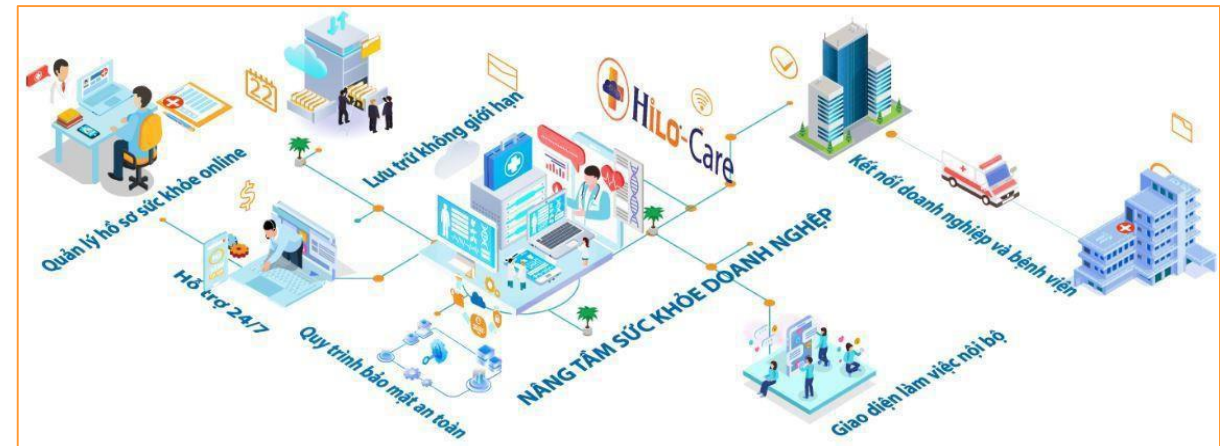 22
Lưu trữ không giới hạn
HiLO-Care
Quản lý hồ sơ sức khỏe online
Kết nối doanh nghiệp và bệnh viện
Hỗ trợ 24/7
Quy trình bảo mật an toàn
NÂNG TẦM SỨC KHỎE DOANH NGHỆP
Giao diện làm việc nội bộ